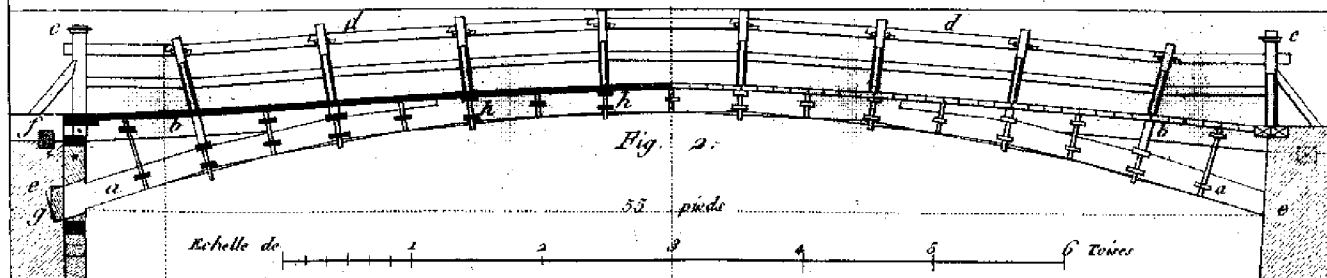 c d d c
b h h b
f
Fig. 2.
e a a e
g
55 pieds
Echelle de 1 2 3 4 5 6 Toises